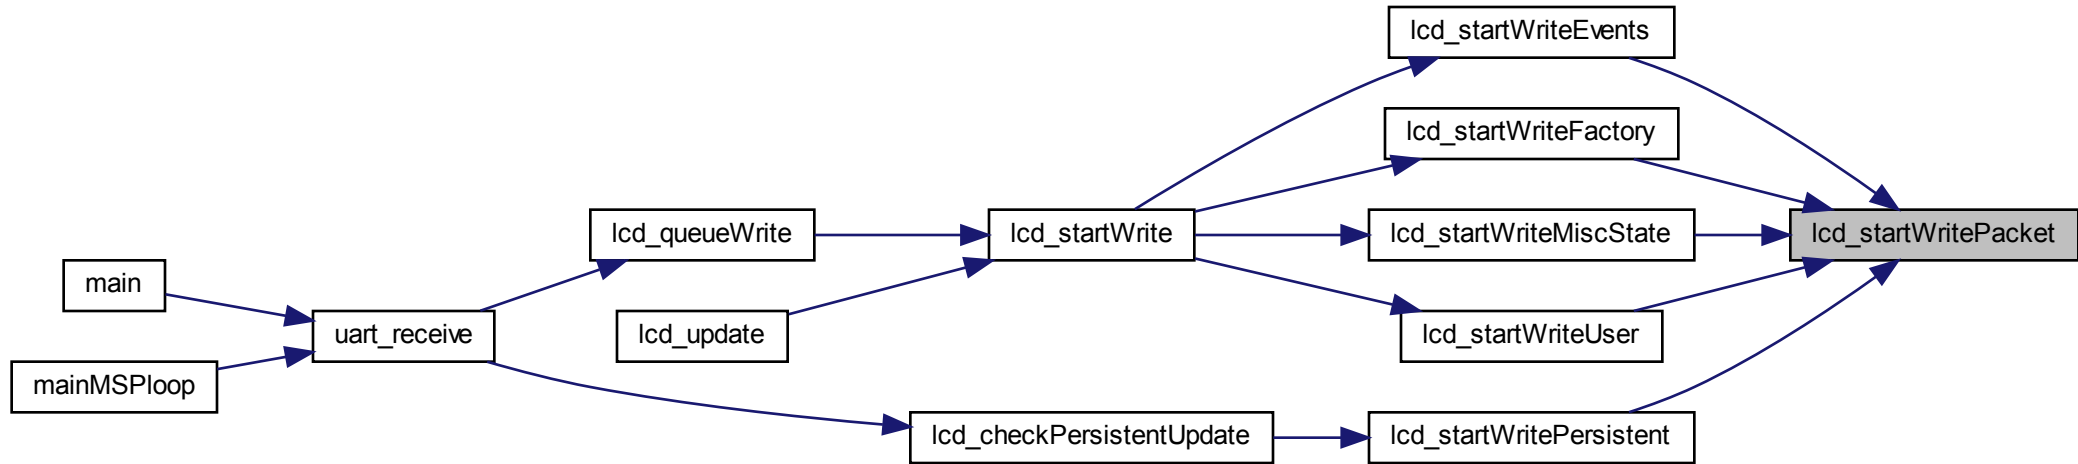 lcd_startWriteEvents
lcd_startWriteFactory
lcd_queueWrite
lcd_startWrite
lcd_startWriteMiscState
lcd_startWritePacket
main
uart_receive
lcd_update
lcd_startWriteUser
mainMSPloop
lcd_checkPersistentUpdate
lcd_startWritePersistent